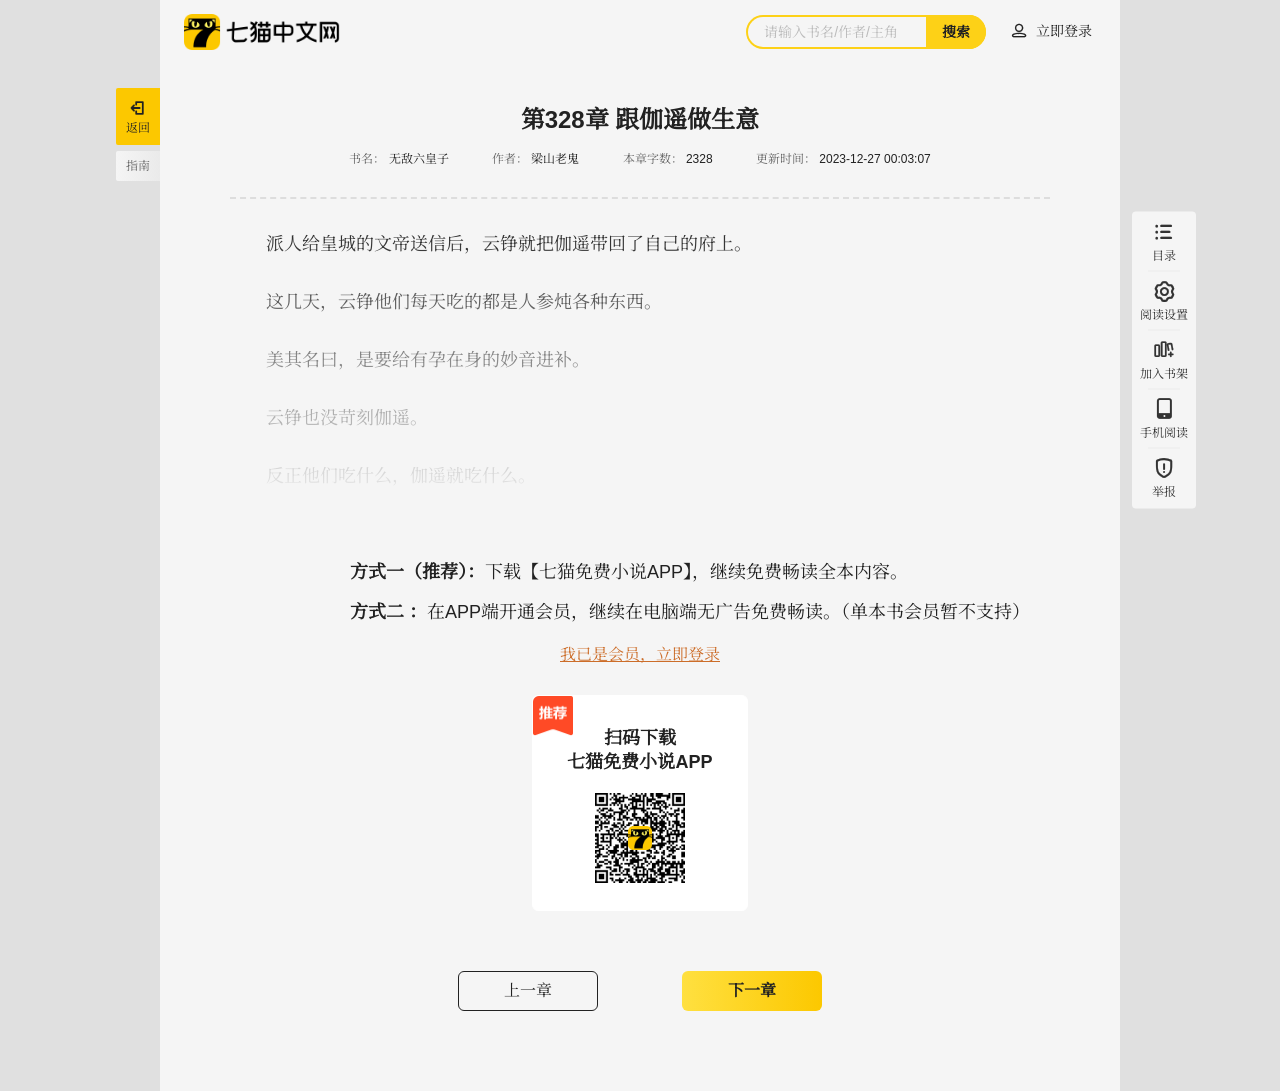 七猫中文网
请输入书名/作者/主角
搜索
立即登录
返回
指南
第328章 跟伽遥做生意
书名： 无敌六皇子 作者： 梁山老鬼 本章字数： 2328 更新时间： 2023-12-27 00:03:07
派人给皇城的文帝送信后，云铮就把伽遥带回了自己的府上。
这几天，云铮他们每天吃的都是人参炖各种东西。
美其名曰，是要给有孕在身的妙音进补。
云铮也没苛刻伽遥。
反正他们吃什么，伽遥就吃什么。
目录
阅读设置
加入书架
手机阅读
举报
方式一（推荐）：下载【七猫免费小说APP】，继续免费畅读全本内容。
方式二 ：在APP端开通会员，继续在电脑端无广告免费畅读。（单本书会员暂不支持）
我已是会员，立即登录
推荐
扫码下载
七猫免费小说APP
上一章
下一章